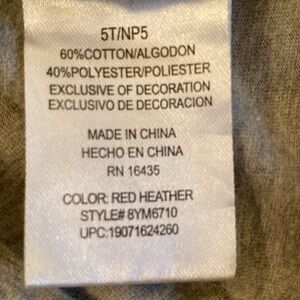 5T/NP5
60%COTTON/ALGODON
40%POLYESTER/POLIESTER
EXCLUSIVE OF DECORATION
EXCLUSIVO DE DECORACION
MADE IN CHINA
HECHO EN CHINA
RN 16435
COLOR: RED HEATHER
STYLE# 8YM6710
UPC:19071624260